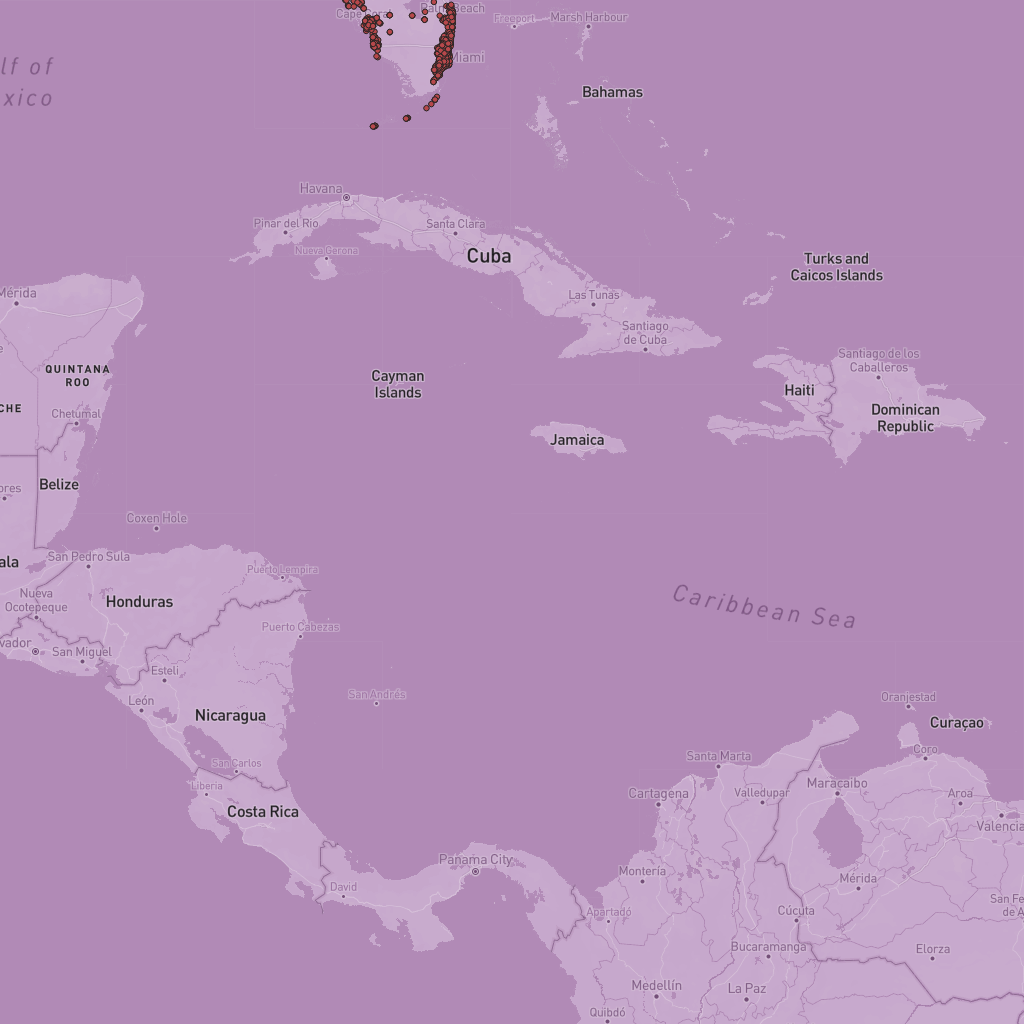 Cape Coral
Palm Beach
Freeport
Marsh Harbour
Miami
lf of
xico
Bahamas
Havana
Pinar del Río
Santa Clara
Nueva Gerona
Cuba
Turks and
Caicos Islands
Mérida
Las Tunas
Santiago
de Cuba
QUINTANA
ROO
Cayman
Islands
Santiago de los
Caballeros
Haiti
CHE
Chetumal
Dominican
Republic
Jamaica
Belize
ores
Coxen Hole
ala
San Pedro Sula
Puerto Lempira
Nueva
Ocotepeque
Honduras
Caribbean Sea
Puerto Cabezas
vador
San Miguel
Estelí
León
San Andrés
Oranjestad
Nicaragua
Curaçao
San Carlos
Santa Marta
Coro
Liberia
Maracaibo
Cartagena
Valledupar
Aroa
Costa Rica
Valencia
Panama City
Montería
Mérida
David
Apartadó
Cúcuta
San Fe
de A
Bucaramanga
Elorza
Medellín
La Paz
Quibdó